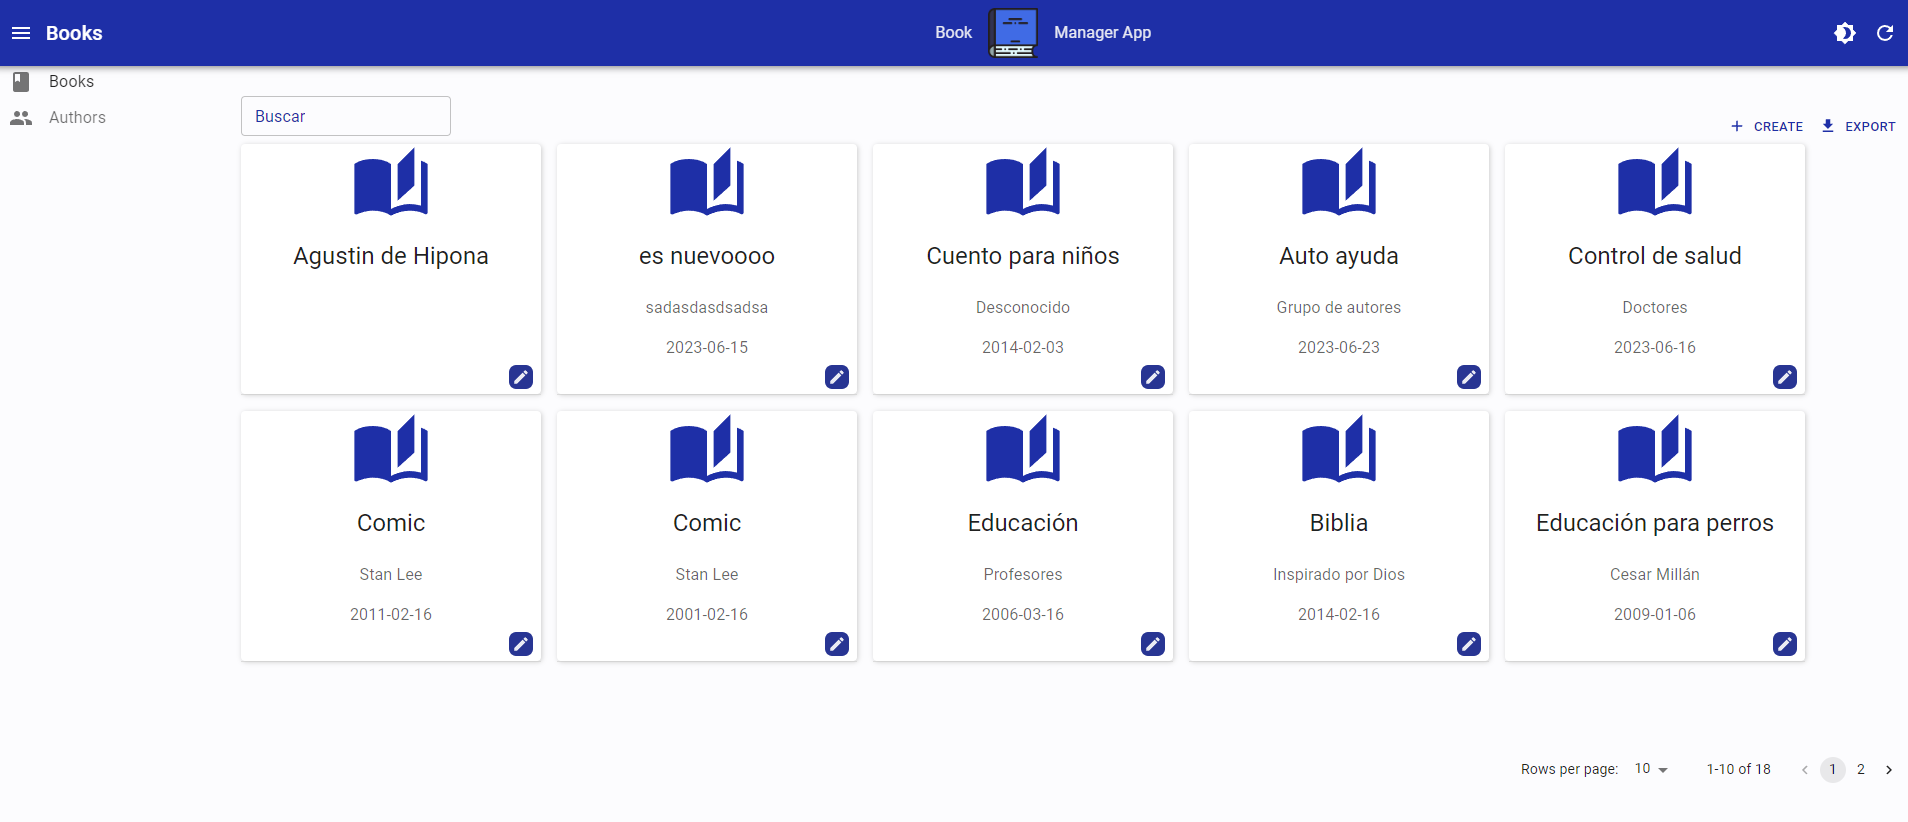 Books
Book Manager App
Books
Authors
Buscar
CREATE
EXPORT
Agustin de Hipona
es nuevoooo
sadasdasdsadsa
2023-06-15
Cuento para niños
Desconocido
2014-02-03
Auto ayuda
Grupo de autores
2023-06-23
Control de salud
Doctores
2023-06-16
Comic
Stan Lee
2011-02-16
Comic
Stan Lee
2001-02-16
Educación
Profesores
2006-03-16
Biblia
Inspirado por Dios
2014-02-16
Educación para perros
Cesar Millán
2009-01-06
Rows per page: 10
1-10 of 18
1 2